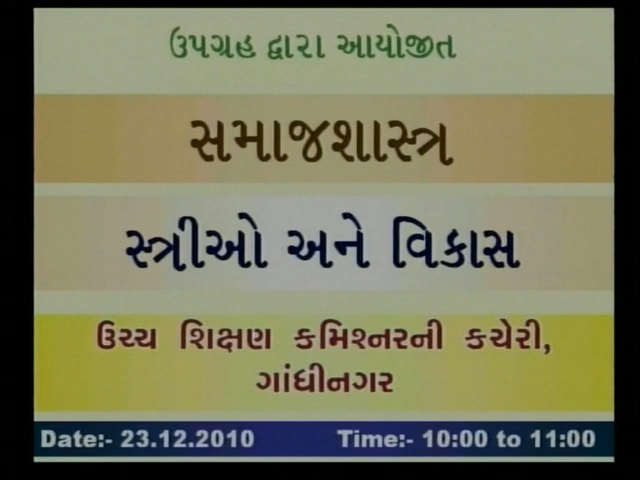 ઉપગ્રહ દ્વારા આયોજીત
સમાજશાસ્ત્ર
સ્ત્રીઓ અને વિકાસ
ઉચ્ચ શિક્ષણ કમિશ્નરની કચેરી,
ગાંધીનગર
Date:- 23.12.2010 Time:- 10:00 to 11:00